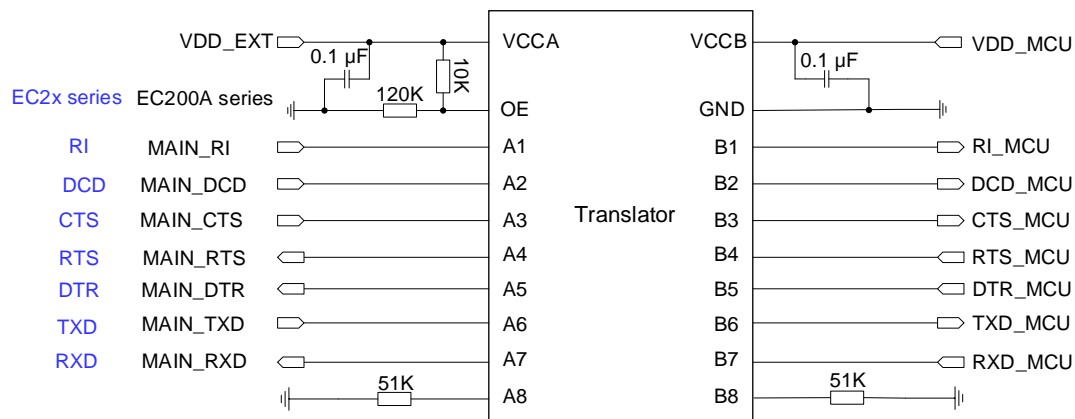 VDD_EXT VCCA VCCB VDD_MCU
0.1 µF 10K 0.1 µF
EC2x series EC200A series 120K OE GND
RI MAIN_RI A1 B1 RI_MCU
DCD MAIN_DCD A2 B2 DCD_MCU
CTS MAIN_CTS A3 Translator B3 CTS_MCU
RTS MAIN_RTS A4 B4 RTS_MCU
DTR MAIN_DTR A5 B5 DTR_MCU
TXD MAIN_TXD A6 B6 TXD_MCU
RXD MAIN_RXD A7 B7 RXD_MCU
51K A8 B8 51K